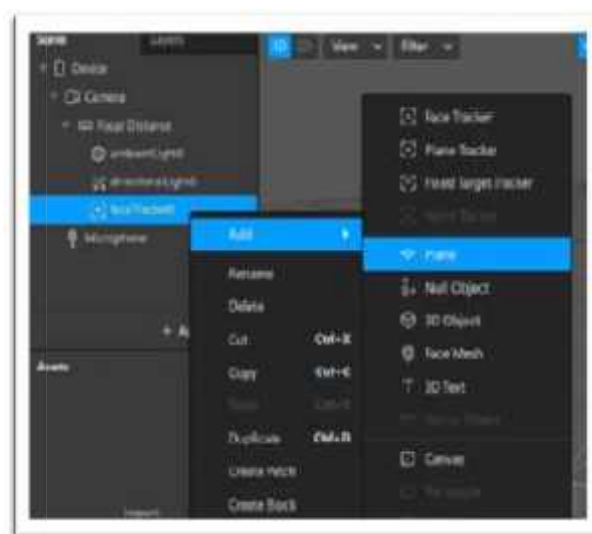 Scene Layers
View Filter
Device
Camera
Focal Distance
ambientLight0
directionalLight0
faceTracker0
Microphone
Assets
Add
Rename
Delete
Cut Ctrl+X
Copy Ctrl+C
Duplicate Ctrl+D
Create Patch
Create Block
Face Tracker
Plane Tracker
Plane
Null Object
3D Object
Face Mesh
3D Text
Canvas